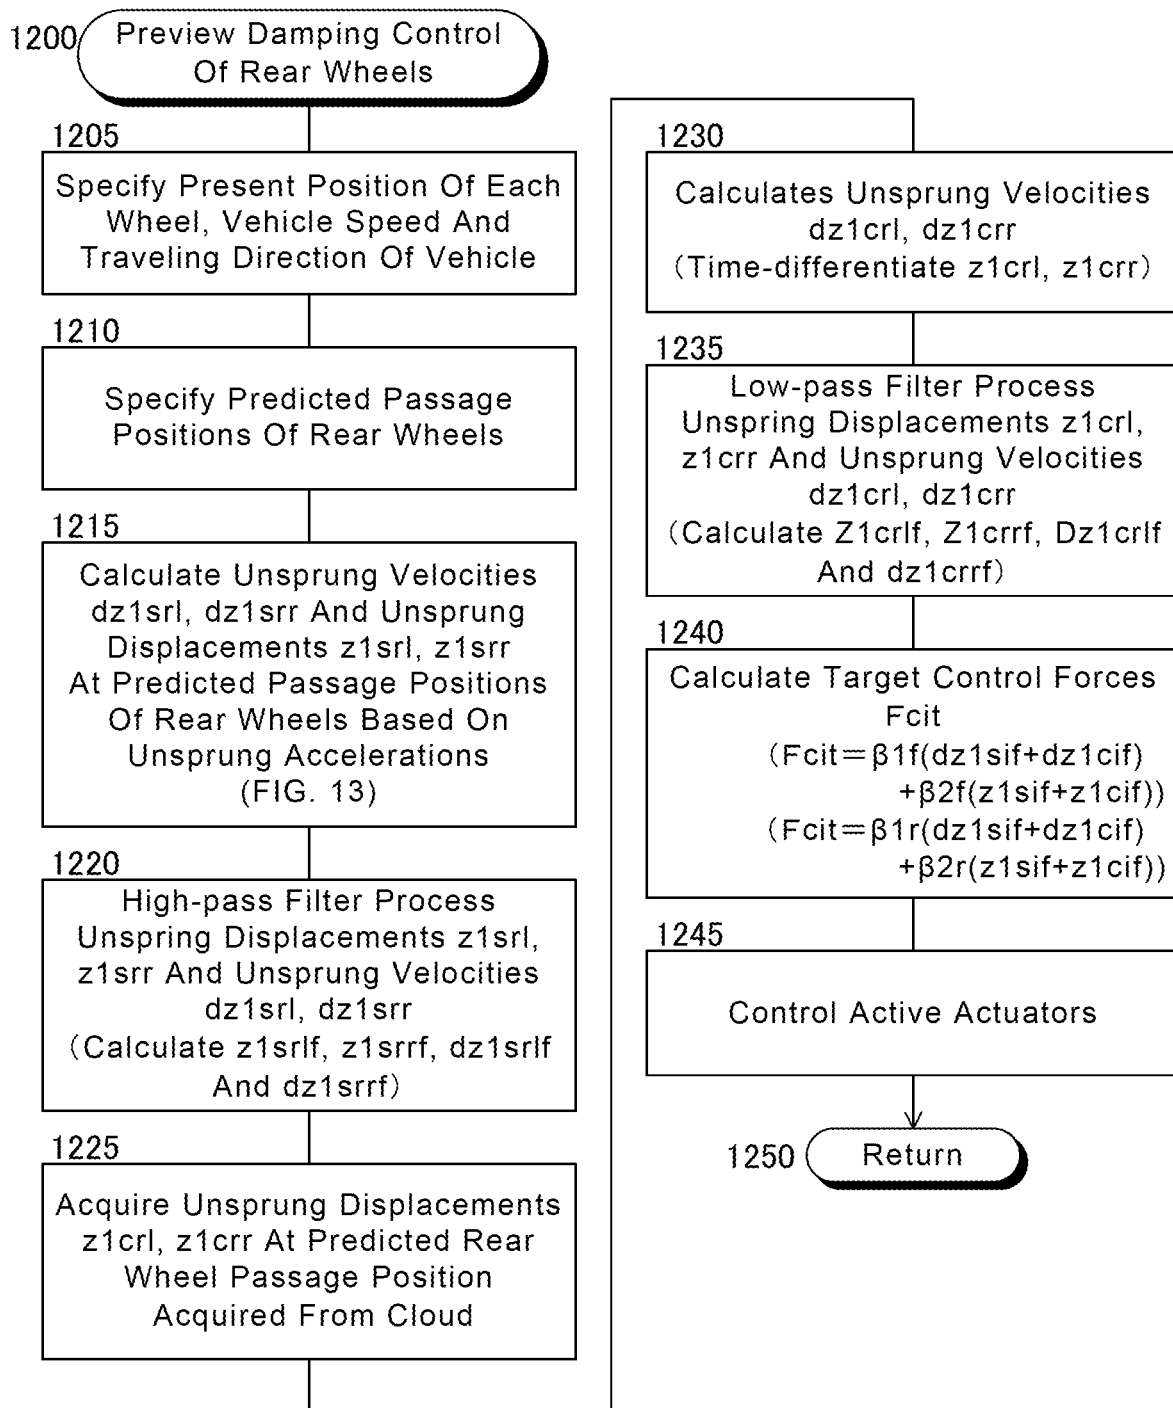 1200
Preview Damping Control
Of Rear Wheels
1205
Specify Present Position Of Each
Wheel, Vehicle Speed And
Traveling Direction Of Vehicle
1210
Specify Predicted Passage
Positions Of Rear Wheels
1215
Calculate Unsprung Velocities
dz1srl, dz1srr And Unsprung
Displacements z1srl, z1srr
At Predicted Passage Positions
Of Rear Wheels Based On
Unsprung Accelerations
(FIG. 13)
1220
High-pass Filter Process
Unspring Displacements z1srl,
z1srr And Unsprung Velocities
dz1srl, dz1srr
(Calculate z1srlf, z1srrf, dz1srlf
And dz1srrf)
1225
Acquire Unsprung Displacements
z1crl, z1crr At Predicted Rear
Wheel Passage Position
Acquired From Cloud
1230
Calculates Unsprung Velocities
dz1crl, dz1crr
(Time-differentiate z1crl, z1crr)
1235
Low-pass Filter Process
Unspring Displacements z1crl,
z1crr And Unsprung Velocities
dz1crl, dz1crr
(Calculate Z1crlf, Z1crrf, Dz1crlf
And dz1crrf)
1240
Calculate Target Control Forces
Fcit
(Fcit=β1f(dz1sif+dz1cif)
+β2f(z1sif+z1cif))
(Fcit=β1r(dz1sif+dz1cif)
+β2r(z1sif+z1cif))
1245
Control Active Actuators
1250
Return